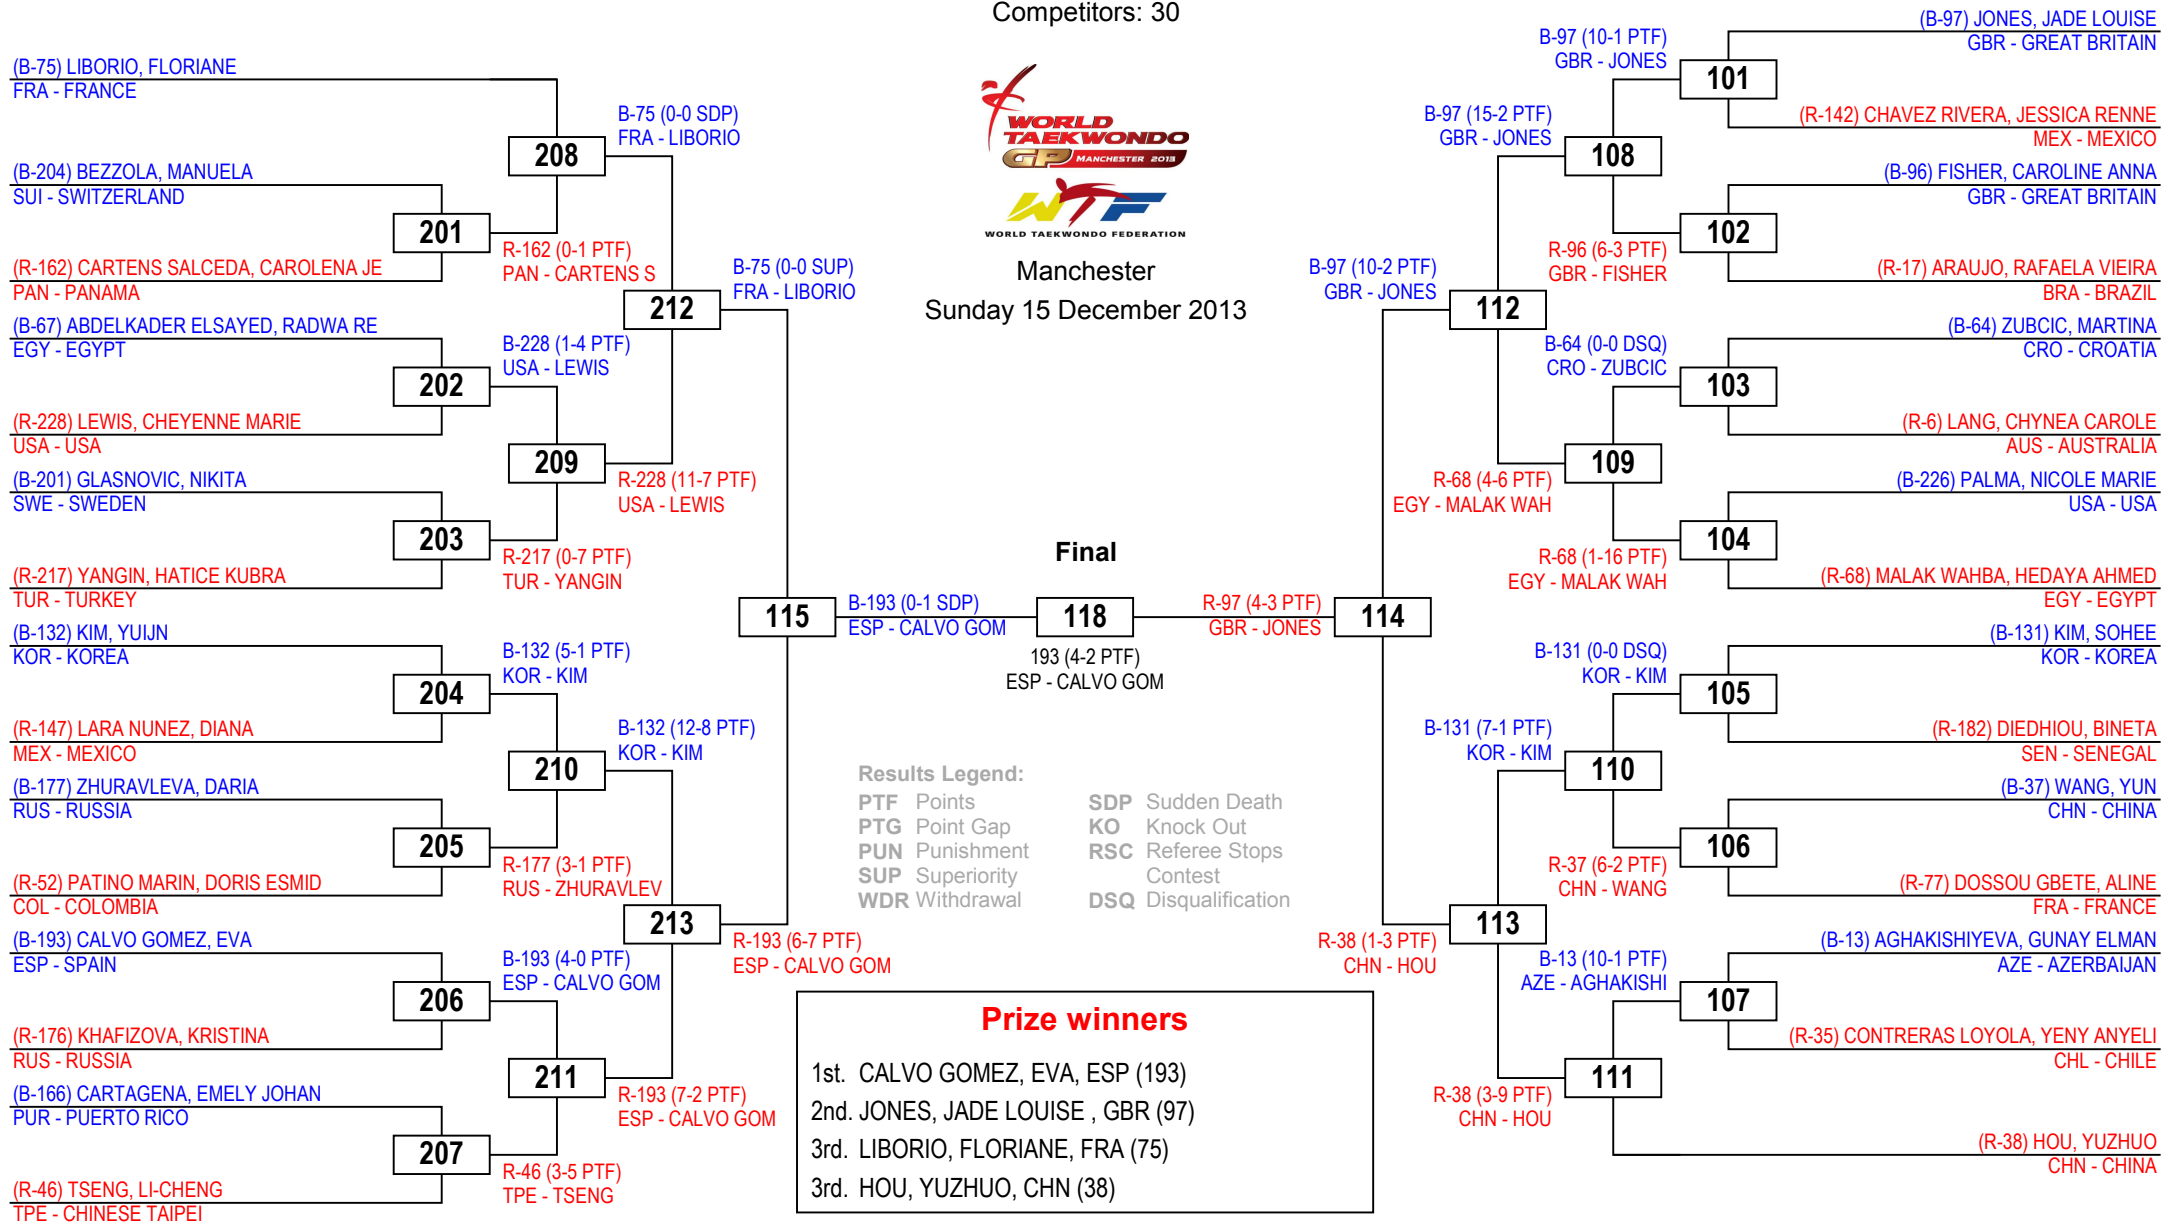 Competitors: 30
WORLD
TAEKWONDO
GP MANCHESTER 2013
WTF
WORLD TAEKWONDO FEDERATION
Manchester
Sunday 15 December 2013
(B-75) LIBORIO, FLORIANE
FRA - FRANCE
(B-204) BEZZOLA, MANUELA
SUI - SWITZERLAND
(R-162) CARTENS SALCEDA, CAROLENA JE
PAN - PANAMA
(B-67) ABDELKADER ELSAYED, RADWA RE
EGY - EGYPT
(R-228) LEWIS, CHEYENNE MARIE
USA - USA
(B-201) GLASNOVIC, NIKITA
SWE - SWEDEN
(R-217) YANGIN, HATICE KUBRA
TUR - TURKEY
(B-132) KIM, YUIJN
KOR - KOREA
(R-147) LARA NUNEZ, DIANA
MEX - MEXICO
(B-177) ZHURAVLEVA, DARIA
RUS - RUSSIA
(R-52) PATINO MARIN, DORIS ESMID
COL - COLOMBIA
(B-193) CALVO GOMEZ, EVA
ESP - SPAIN
(R-176) KHAFIZOVA, KRISTINA
RUS - RUSSIA
(B-166) CARTAGENA, EMELY JOHAN
PUR - PUERTO RICO
(R-46) TSENG, LI-CHENG
TPE - CHINESE TAIPEI
201
202
203
204
205
206
207
R-162 (0-1 PTF)
PAN - CARTENS S
B-228 (1-4 PTF)
USA - LEWIS
R-217 (0-7 PTF)
TUR - YANGIN
B-132 (5-1 PTF)
KOR - KIM
R-177 (3-1 PTF)
RUS - ZHURAVLEV
B-193 (4-0 PTF)
ESP - CALVO GOM
R-46 (3-5 PTF)
TPE - TSENG
208
209
210
211
B-75 (0-0 SDP)
FRA - LIBORIO
R-228 (11-7 PTF)
USA - LEWIS
B-132 (12-8 PTF)
KOR - KIM
R-193 (7-2 PTF)
ESP - CALVO GOM
212
213
B-75 (0-0 SUP)
FRA - LIBORIO
R-193 (6-7 PTF)
ESP - CALVO GOM
115
B-193 (0-1 SDP)
ESP - CALVO GOM
Final
118
193 (4-2 PTF)
ESP - CALVO GOM
R-97 (4-3 PTF)
GBR - JONES
114
B-97 (10-2 PTF)
GBR - JONES
R-38 (1-3 PTF)
CHN - HOU
112
113
B-97 (15-2 PTF)
GBR - JONES
R-68 (4-6 PTF)
EGY - MALAK WAH
B-131 (7-1 PTF)
KOR - KIM
R-38 (3-9 PTF)
CHN - HOU
108
109
110
111
B-97 (10-1 PTF)
GBR - JONES
R-96 (6-3 PTF)
GBR - FISHER
B-64 (0-0 DSQ)
CRO - ZUBCIC
R-68 (1-16 PTF)
EGY - MALAK WAH
B-131 (0-0 DSQ)
KOR - KIM
R-37 (6-2 PTF)
CHN - WANG
B-13 (10-1 PTF)
AZE - AGHAKISHI
101
102
103
104
105
106
107
(B-97) JONES, JADE LOUISE
GBR - GREAT BRITAIN
(R-142) CHAVEZ RIVERA, JESSICA RENNE
MEX - MEXICO
(B-96) FISHER, CAROLINE ANNA
GBR - GREAT BRITAIN
(R-17) ARAUJO, RAFAELA VIEIRA
BRA - BRAZIL
(B-64) ZUBCIC, MARTINA
CRO - CROATIA
(R-6) LANG, CHYNEA CAROLE
AUS - AUSTRALIA
(B-226) PALMA, NICOLE MARIE
USA - USA
(R-68) MALAK WAHBA, HEDAYA AHMED
EGY - EGYPT
(B-131) KIM, SOHEE
KOR - KOREA
(R-182) DIEDHIOU, BINETA
SEN - SENEGAL
(B-37) WANG, YUN
CHN - CHINA
(R-77) DOSSOU GBETE, ALINE
FRA - FRANCE
(B-13) AGHAKISHIYEVA, GUNAY ELMAN
AZE - AZERBAIJAN
(R-35) CONTRERAS LOYOLA, YENY ANYELI
CHL - CHILE
(R-38) HOU, YUZHUO
CHN - CHINA
Results Legend:
PTF Points SDP Sudden Death
PTG Point Gap KO Knock Out
PUN Punishment RSC Referee Stops
SUP Superiority Contest
WDR Withdrawal DSQ Disqualification
Prize winners
1st. CALVO GOMEZ, EVA, ESP (193)
2nd. JONES, JADE LOUISE , GBR (97)
3rd. LIBORIO, FLORIANE, FRA (75)
3rd. HOU, YUZHUO, CHN (38)